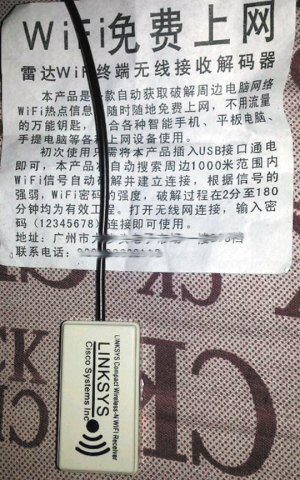 WiFi免费上网
雷达WiFi终端无线接收解码器
本产品是一款自动获取破解周边电脑网络
WiFi热点信息 随时随地免费上网，不用流量
的万能钥匙， 合各种智能手机、平板电脑、
手提电脑等各种上网设备使用。
初次使用只需将本产品插入USB接口通电
即可，本产品将自动搜索周边1000米范围内
WiFi信号自动破解并建立连接，根据信号的
强弱，WiFi密码的强度，破解过程在2分至180
分钟均为有效工程。打开无线网连接，输入密
码（12345678）连接即可使用。
地址：广州市
联系电话：
LINKSYS Compact Wireless-N WiFi Receiver
LINKSYS
Cisco Systems Inc
CK
CK
CK